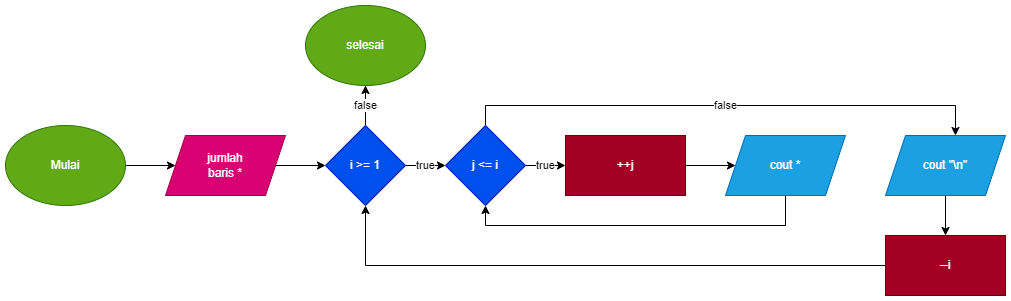 selesai
false
false
Mulai
jumlah
baris *
i >= 1
true
j <= i
true
++j
cout *
cout "\n"
--i